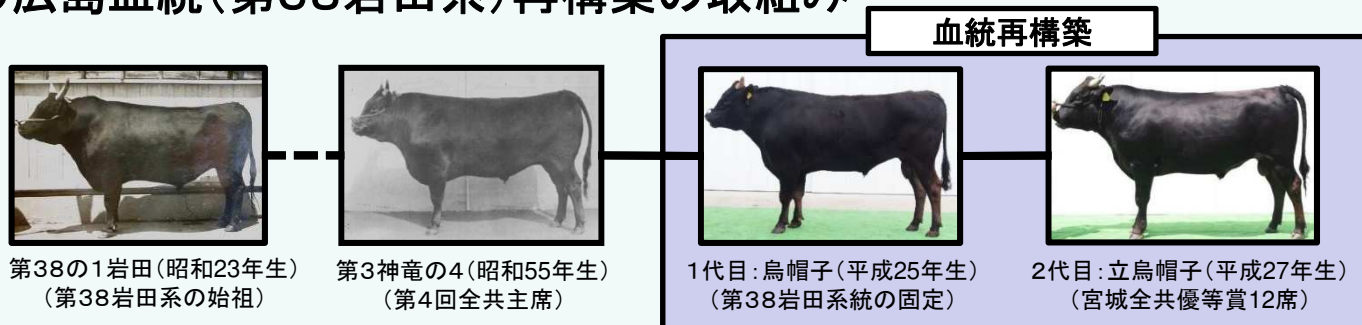 広島血統(第38岩田系)再構築の取組み
血統再構築
第38の1岩田(昭和23年生)
(第38岩田系の始祖)
第3神竜の4(昭和55年生)
(第4回全共主席)
1代目:烏帽子(平成25年生)
(第38岩田系統の固定)
2代目:立烏帽子(平成27年生)
(宮城全共優等賞12席)